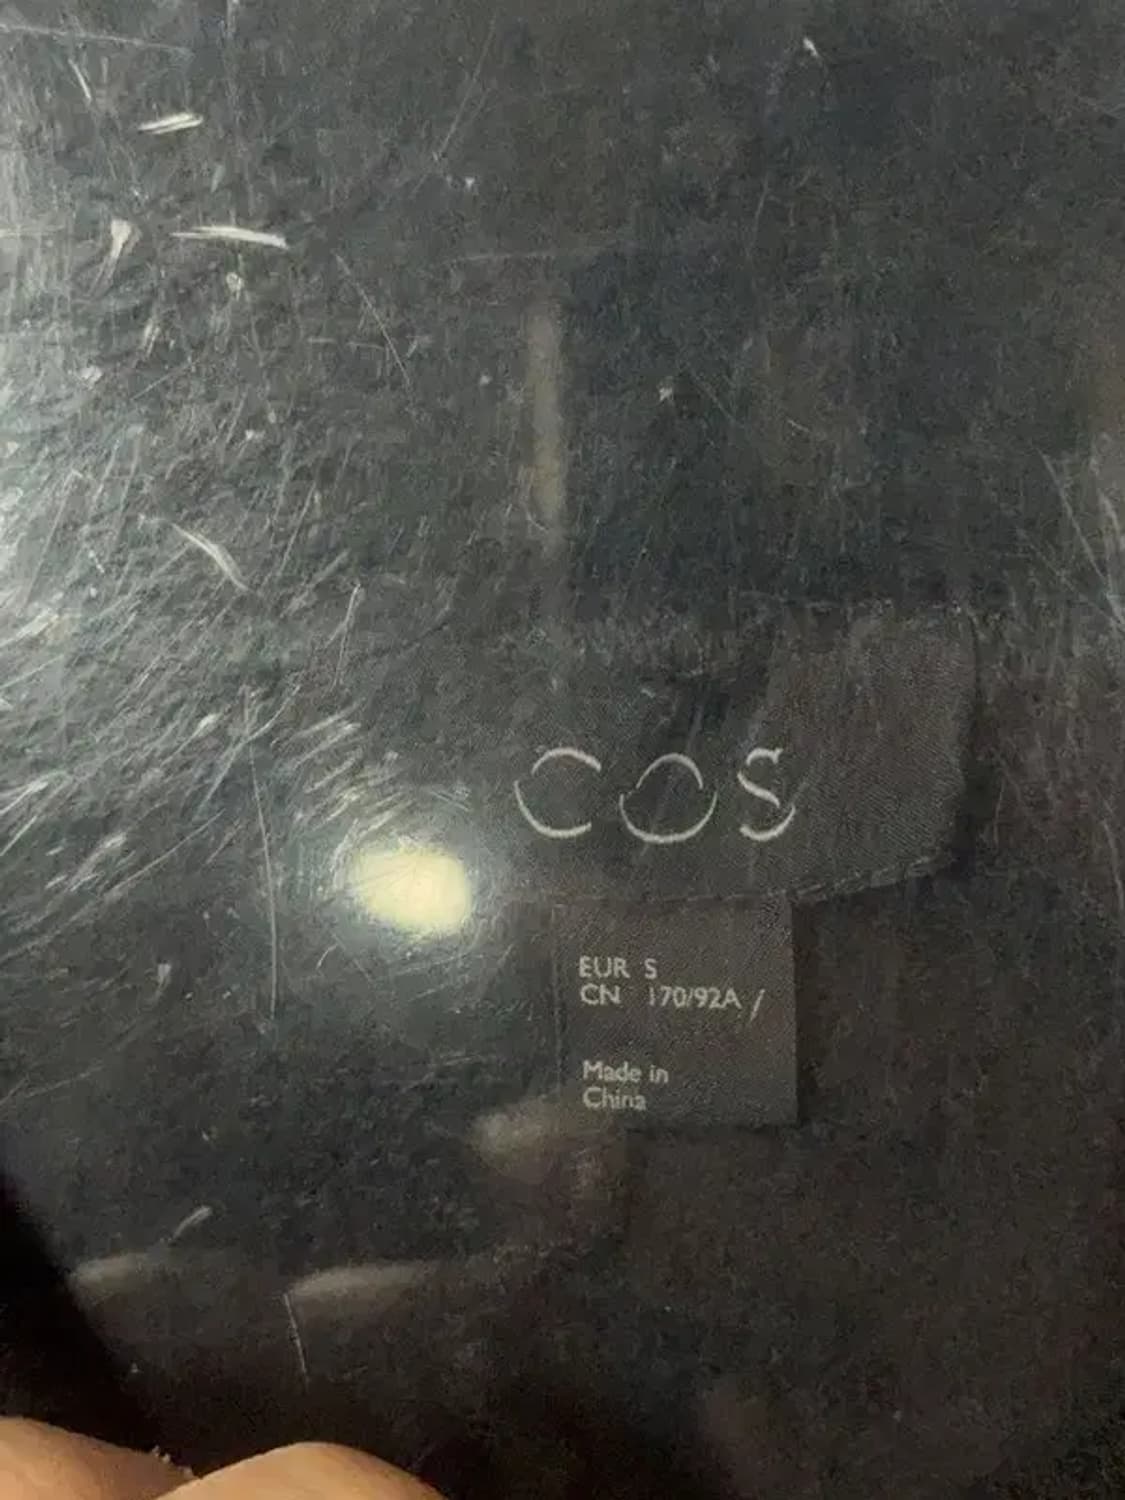 COS
EUR S
CN 170/92A /
Made in
China